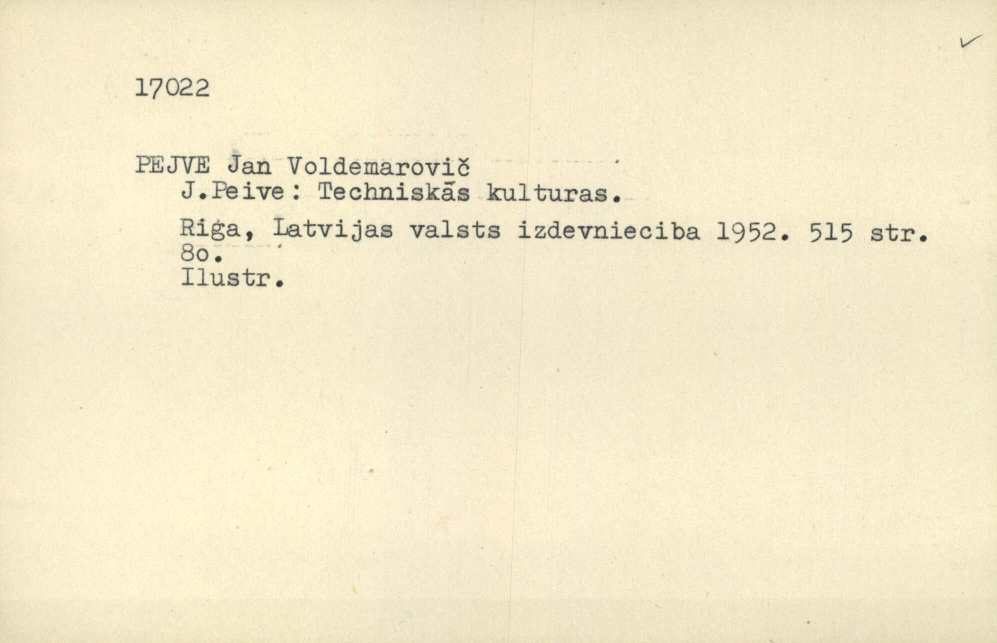 17022
PEJVE Jan Voldemarovič
J.Peive: Techniskās kulturas.
Riga, Latvijas valsts izdevnieciba 1952. 515 str.
8o.
Ilustr.